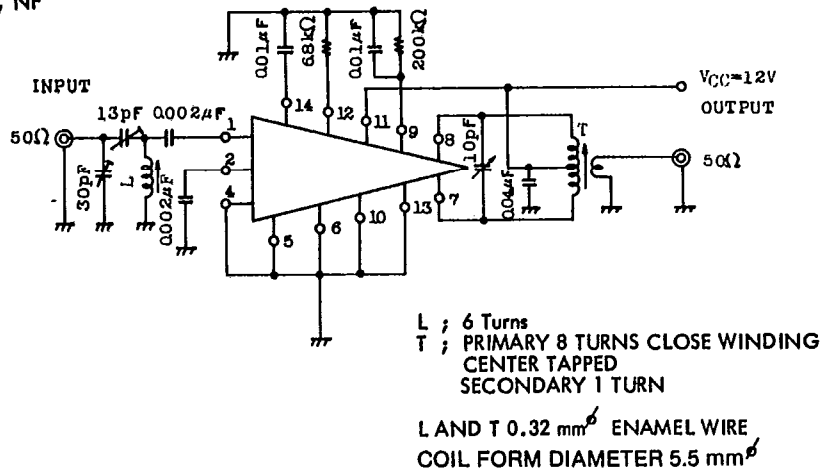 , NF
0.01μF
6.8kΩ
0.01μF
200kΩ
INPUT
V_CC=12V
OUTPUT
14
12
11
9
13pF
0.002μF
50Ω
1
8
10pF
T
50Ω
30pF
L
2
0.002μF
4
7
0.04μF
5
6
10
13
L ; 6 Turns
T ; PRIMARY 8 TURNS CLOSE WINDING
CENTER TAPPED
SECONDARY 1 TURN
L AND T 0.32 mmφ ENAMEL WIRE
COIL FORM DIAMETER 5.5 mmφ